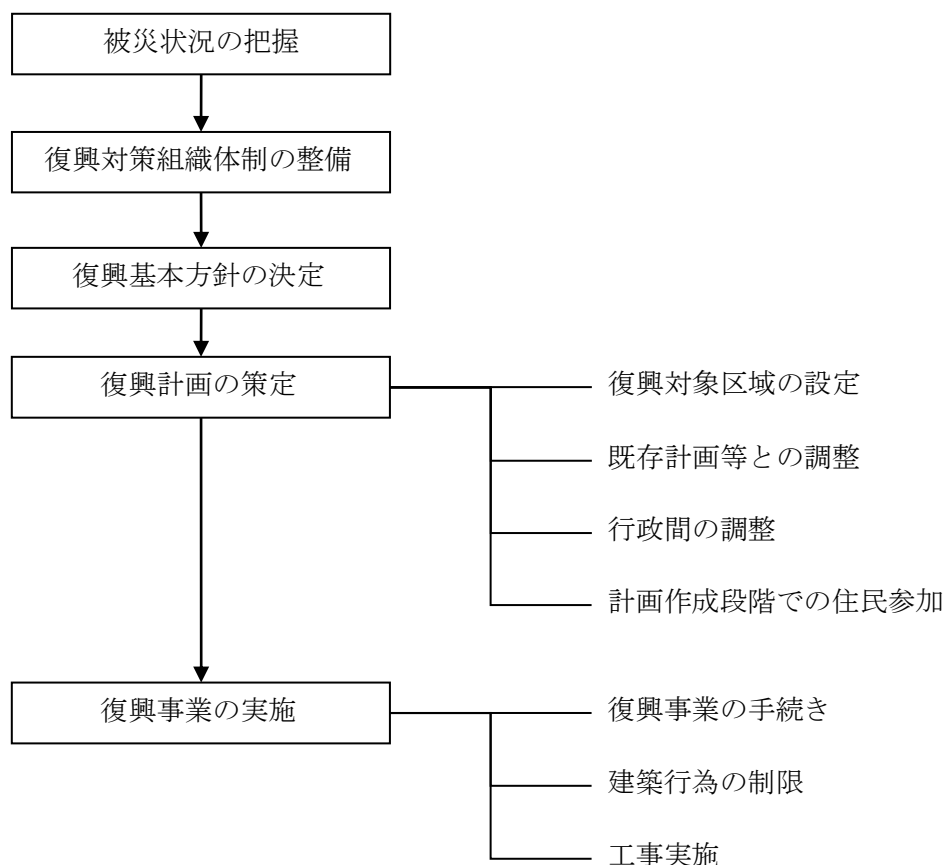 被災状況の把握
復興対策組織体制の整備
復興基本方針の決定
復興計画の策定
復興対象区域の設定
既存計画等との調整
行政間の調整
計画作成段階での住民参加
復興事業の実施
復興事業の手続き
建築行為の制限
工事実施